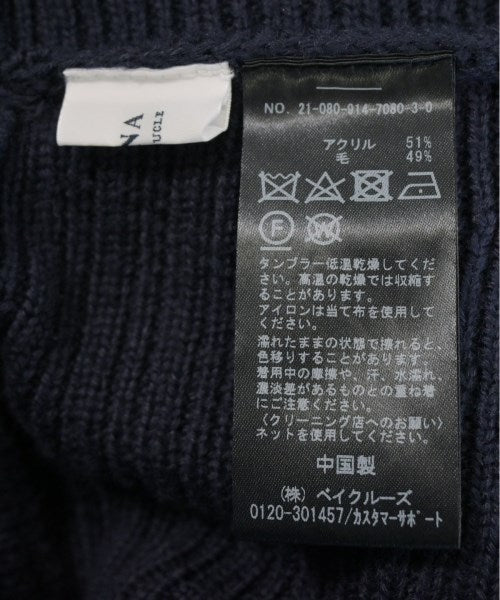 NA
UCLE
NO. 21-080-914-7080-3-0
アクリル 51%
毛 49%
F W
タンブラー低温乾燥してくだ
さい。高温の乾燥では収縮す
ることがあります。
アイロンは当て布を使用して
ください。
濡れたままの状態で擦れると、
色移りすることがあります。
着用中の摩擦や、汗、水濡れ、
濃淡差があるものとの重ね着
にご注意ください。
〈クリーニング店へのお願い〉
ネットを使用してください。
中国製
(株) ベイクルーズ
0120-301457/カスタマーサポート